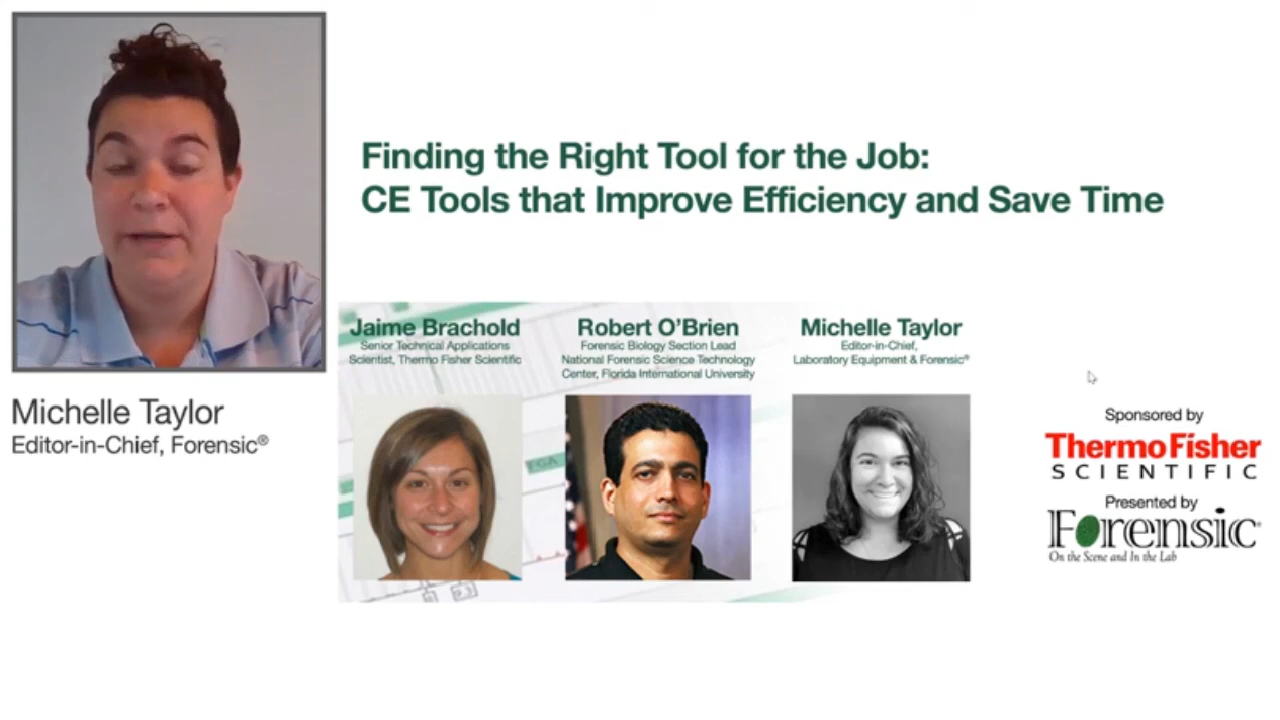 Finding the Right Tool for the Job:
CE Tools that Improve Efficiency and Save Time
Jaime Brachold
Senior Technical Applications
Scientist, Thermo Fisher Scientific
Robert O'Brien
Forensic Biology Section Lead
National Forensic Science Technology
Center, Florida International University
Michelle Taylor
Editor-in-Chief,
Laboratory Equipment & Forensic®
Michelle Taylor
Editor-in-Chief, Forensic®
Sponsored by
ThermoFisher
SCIENTIFIC
Presented by
Forensic®
On the Scene and In the Lab